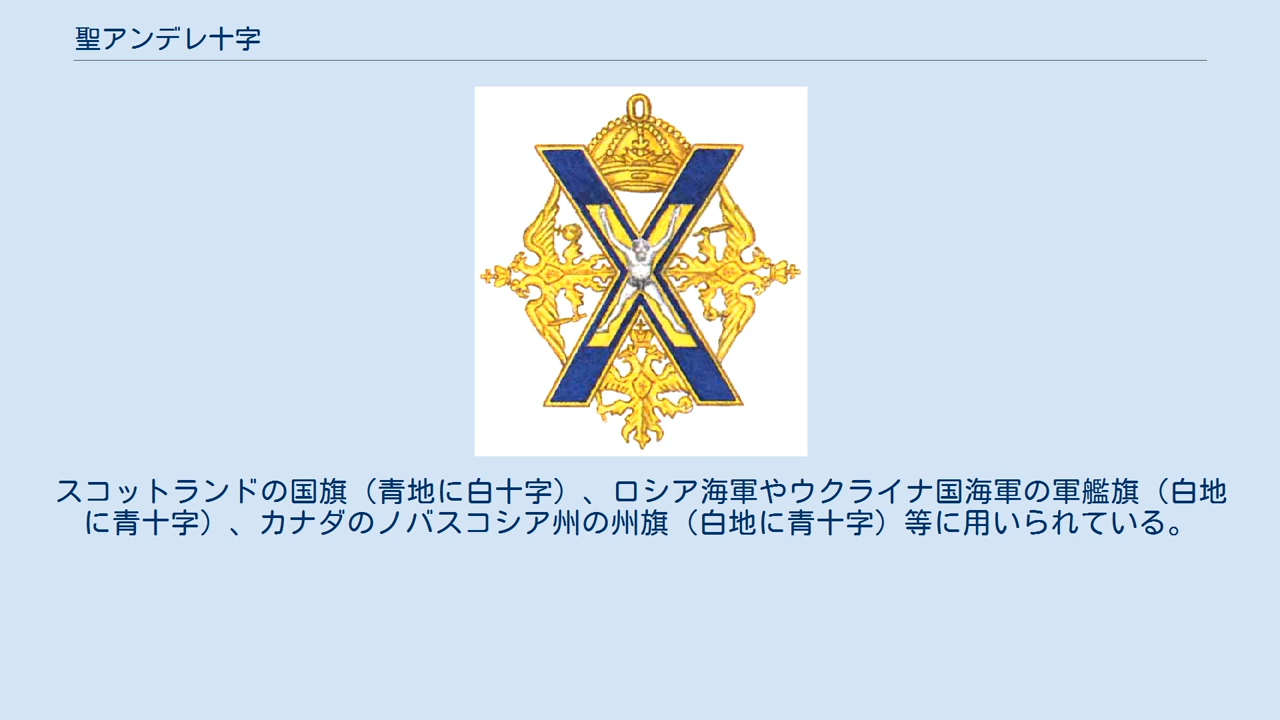 聖アンデレ十字
スコットランドの国旗（青地に白十字）、ロシア海軍やウクライナ国海軍の軍艦旗（白地
に青十字）、カナダのノバスコシア州の州旗（白地に青十字）等に用いられている。